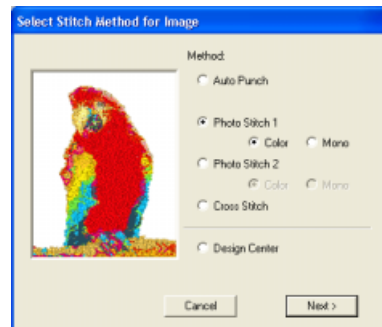 Select Stitch Method for Image
Method:
Auto Punch
Photo Stitch 1
Color Mono
Photo Stitch 2
Color Mono
Cross Stitch
Design Center
Cancel Next >